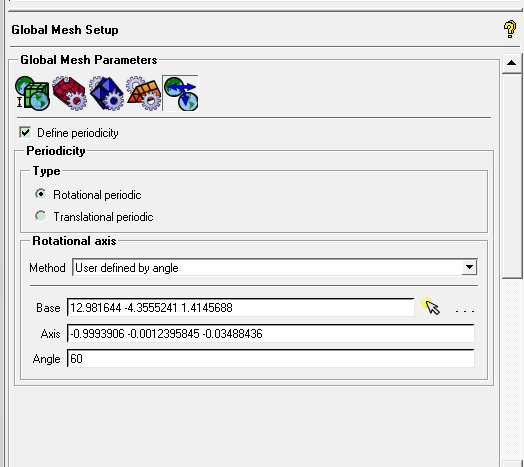 Global Mesh Setup
Global Mesh Parameters
Define periodicity
Periodicity
Type
Rotational periodic
Translational periodic
Rotational axis
Method User defined by angle
Base 12.981644 -4.3555241 1.4145688 ...
Axis -0.9993906 -0.0012395845 -0.03488436
Angle 60